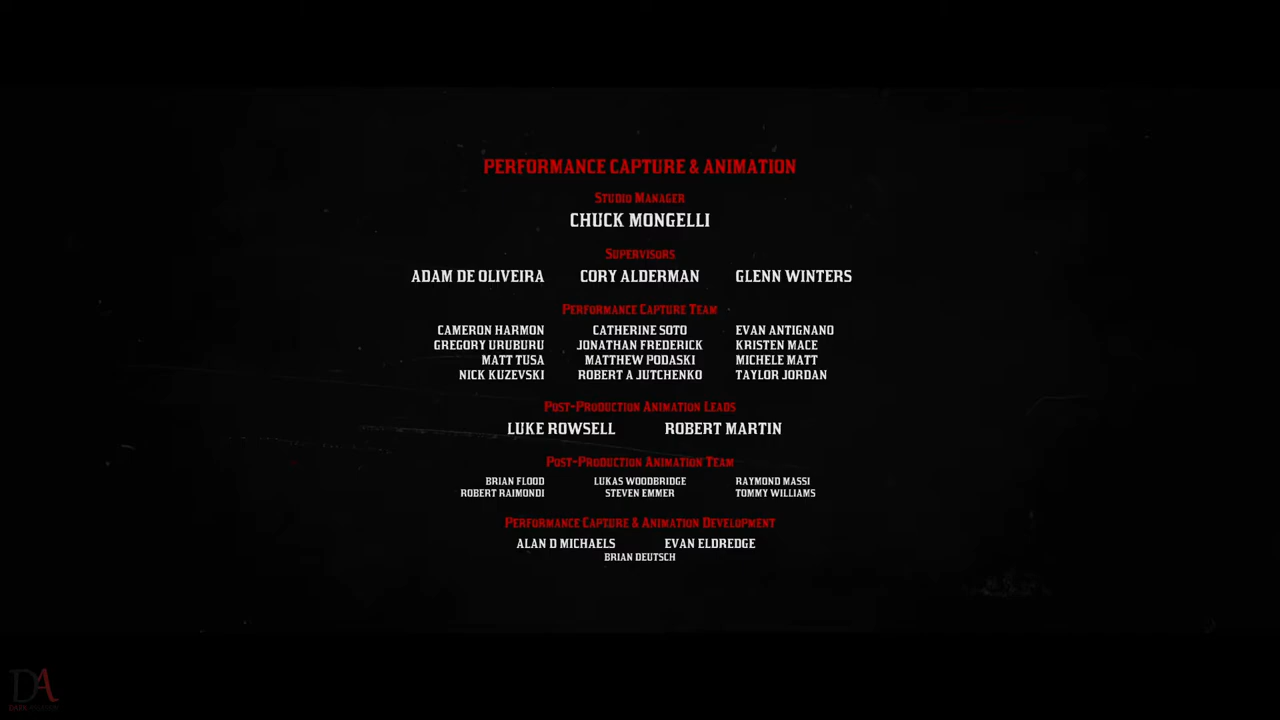 PERFORMANCE CAPTURE & ANIMATION
STUDIO MANAGER
CHUCK MONGELLI
SUPERVISORS
ADAM DE OLIVEIRA CORY ALDERMAN GLENN WINTERS
PERFORMANCE CAPTURE TEAM
CAMERON HARMON CATHERINE SOTO EVAN ANTIGNANO
GREGORY URUBURU JONATHAN FREDERICK KRISTEN MACE
MATT TUSA MATTHEW PODASKI MICHELE MATT
NICK KUZEVSKI ROBERT A JUTCHENKO TAYLOR JORDAN
POST-PRODUCTION ANIMATION LEADS
LUKE ROWSELL ROBERT MARTIN
POST-PRODUCTION ANIMATION TEAM
BRIAN FLOOD LUKAS WOODBRIDGE RAYMOND MASSI
ROBERT RAIMONDI STEVEN EMMER TOMMY WILLIAMS
PERFORMANCE CAPTURE & ANIMATION DEVELOPMENT
ALAN D MICHAELS EVAN ELDREDGE
BRIAN DEUTSCH
DA
DARK